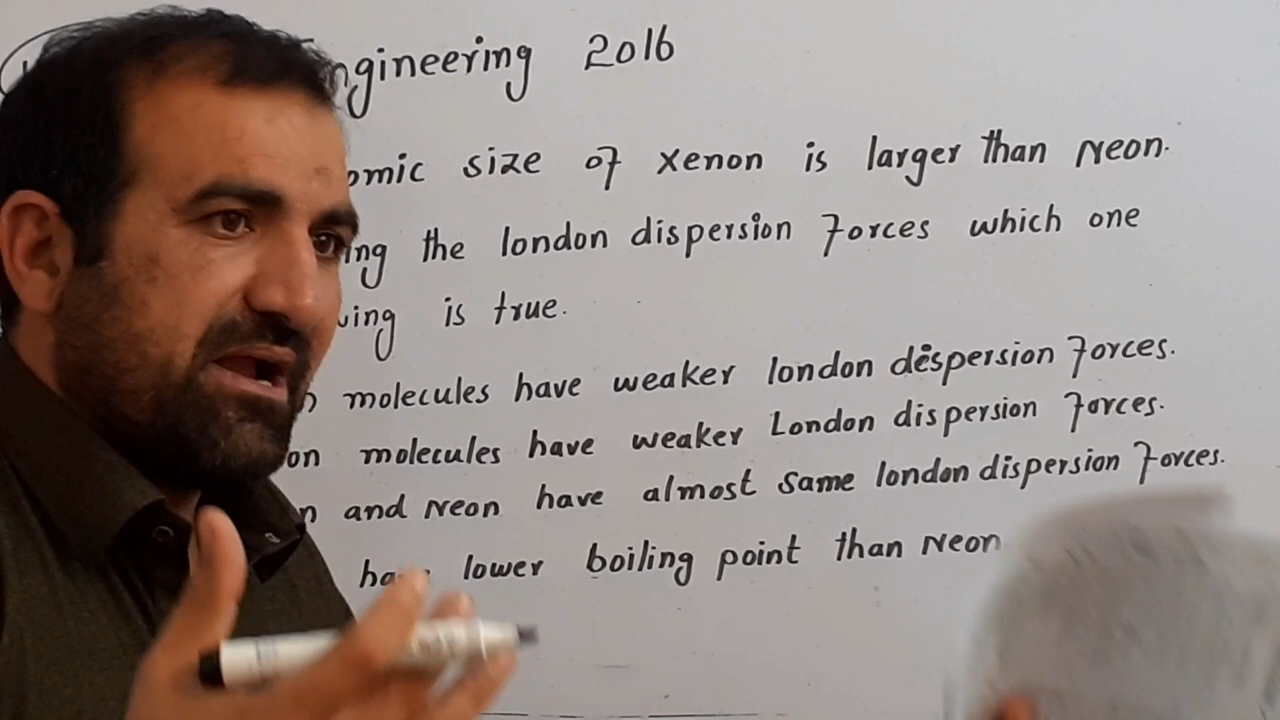 ngineering 2016
omic size of xenon is larger than Neon.
ing the london dispersion Forces which one
wing is true.
molecules have weaker london despersion Forces.
on molecules have weaker London dispersion Forces.
n and Neon have almost same london dispersion Forces.
have lower boiling point than Neon